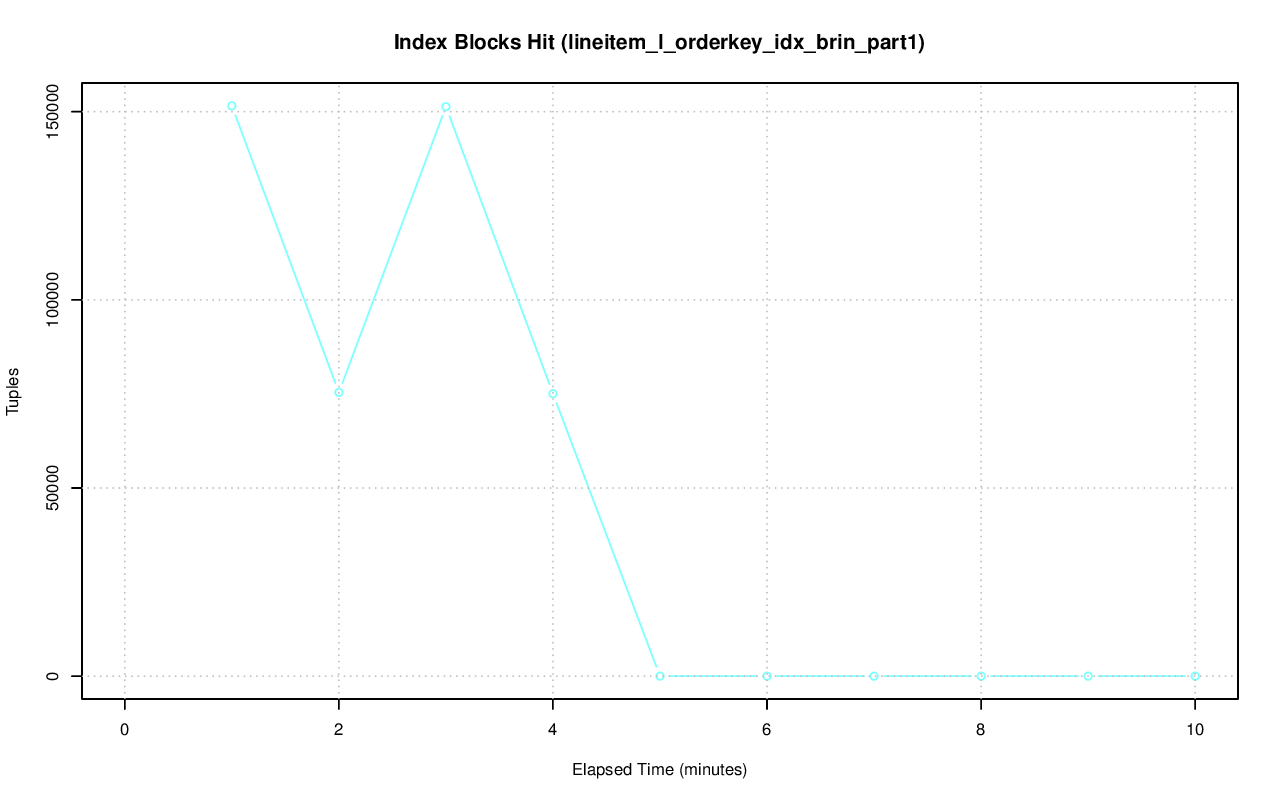 Index Blocks Hit (lineitem_l_orderkey_idx_brin_part1)
Tuples
150000
100000
50000
0
0 2 4 6 8 10
Elapsed Time (minutes)